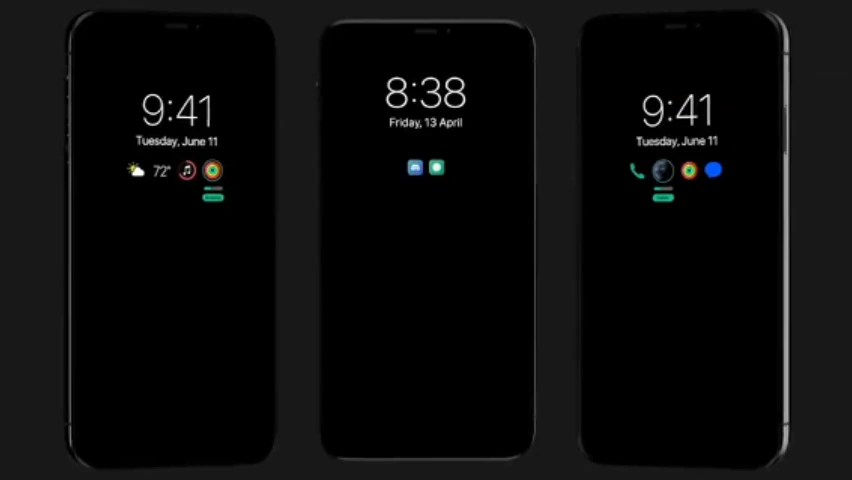 9:41
Tuesday, June 11
72°
8:38
Friday, 13 April
9:41
Tuesday, June 11